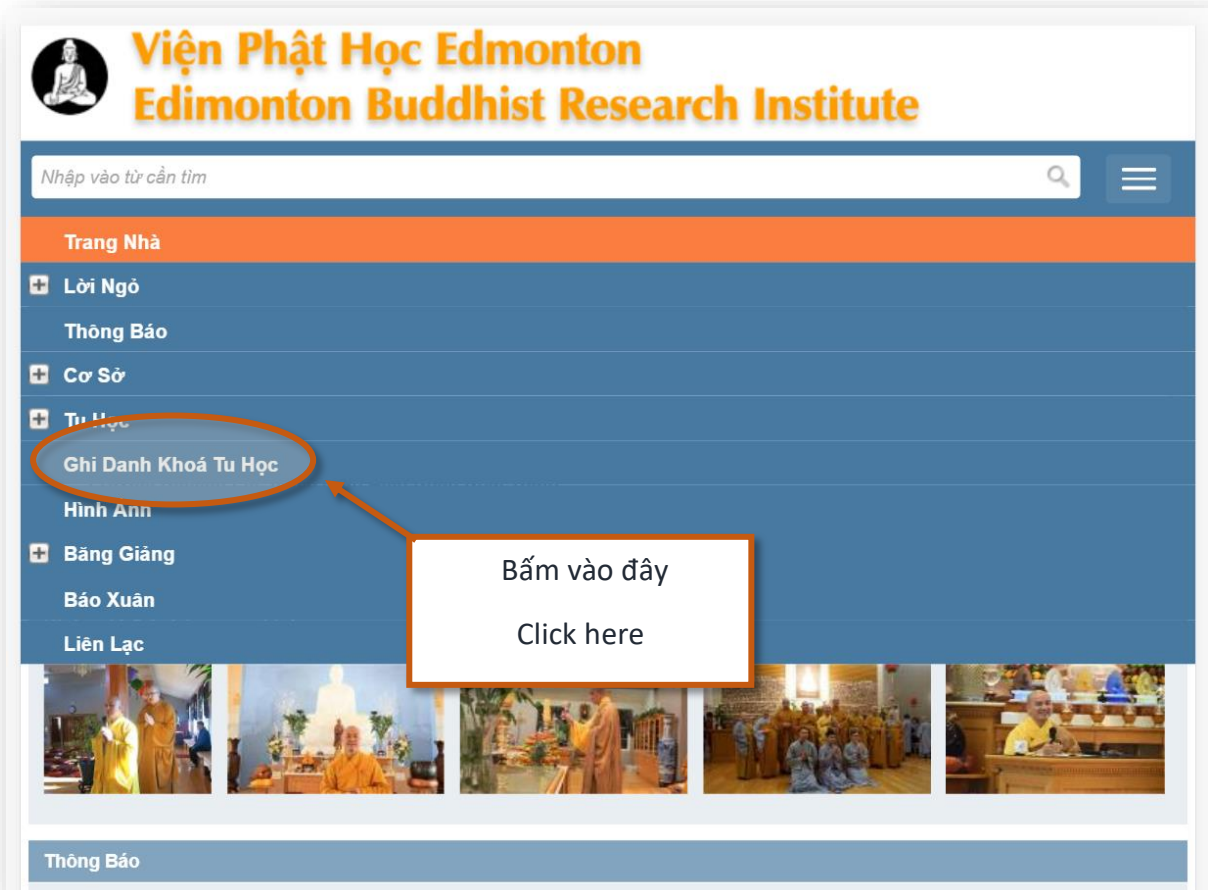 Viện Phật Học Edmonton
Edimonton Buddhist Research Institute
Nhập vào từ cần tìm
Trang Nhà
Lời Ngỏ
Thông Báo
Cơ Sở
Tu Học
Ghi Danh Khoá Tu Học
Hình Ảnh
Băng Giảng
Báo Xuân
Liên Lạc
Bấm vào đây
Click here
Thông Báo